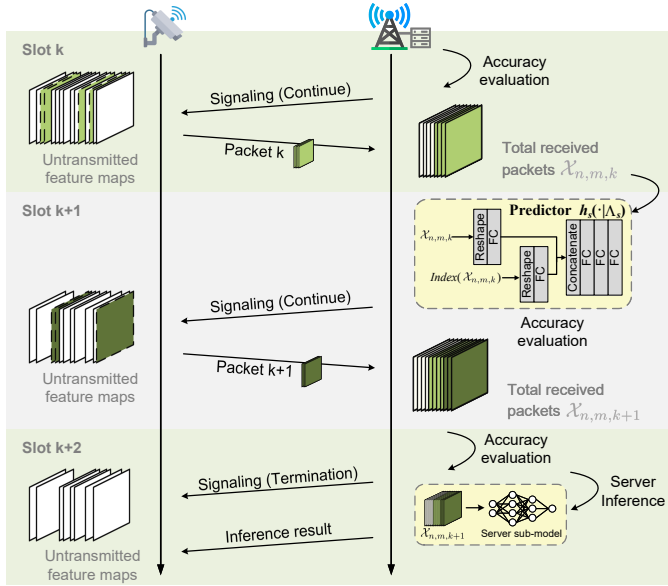 Slot k
Accuracy
evaluation
Signaling (Continue)
Packet k
Untransmitted
feature maps
Total received
packets 𝒳n,m,k
Slot k+1
Predictor hs(·|Λs)
𝒳n,m,k
Reshape
FC
Index(𝒳n,m,k)
Reshape
FC
Concatenate
FC
FC
FC
Signaling (Continue)
Accuracy
evaluation
Packet k+1
Untransmitted
feature maps
Total received
packets 𝒳n,m,k+1
Slot k+2
Accuracy
evaluation
Signaling (Termination)
Server
Inference
𝒳n,m,k+1
Server sub-model
Inference result
Untransmitted
feature maps